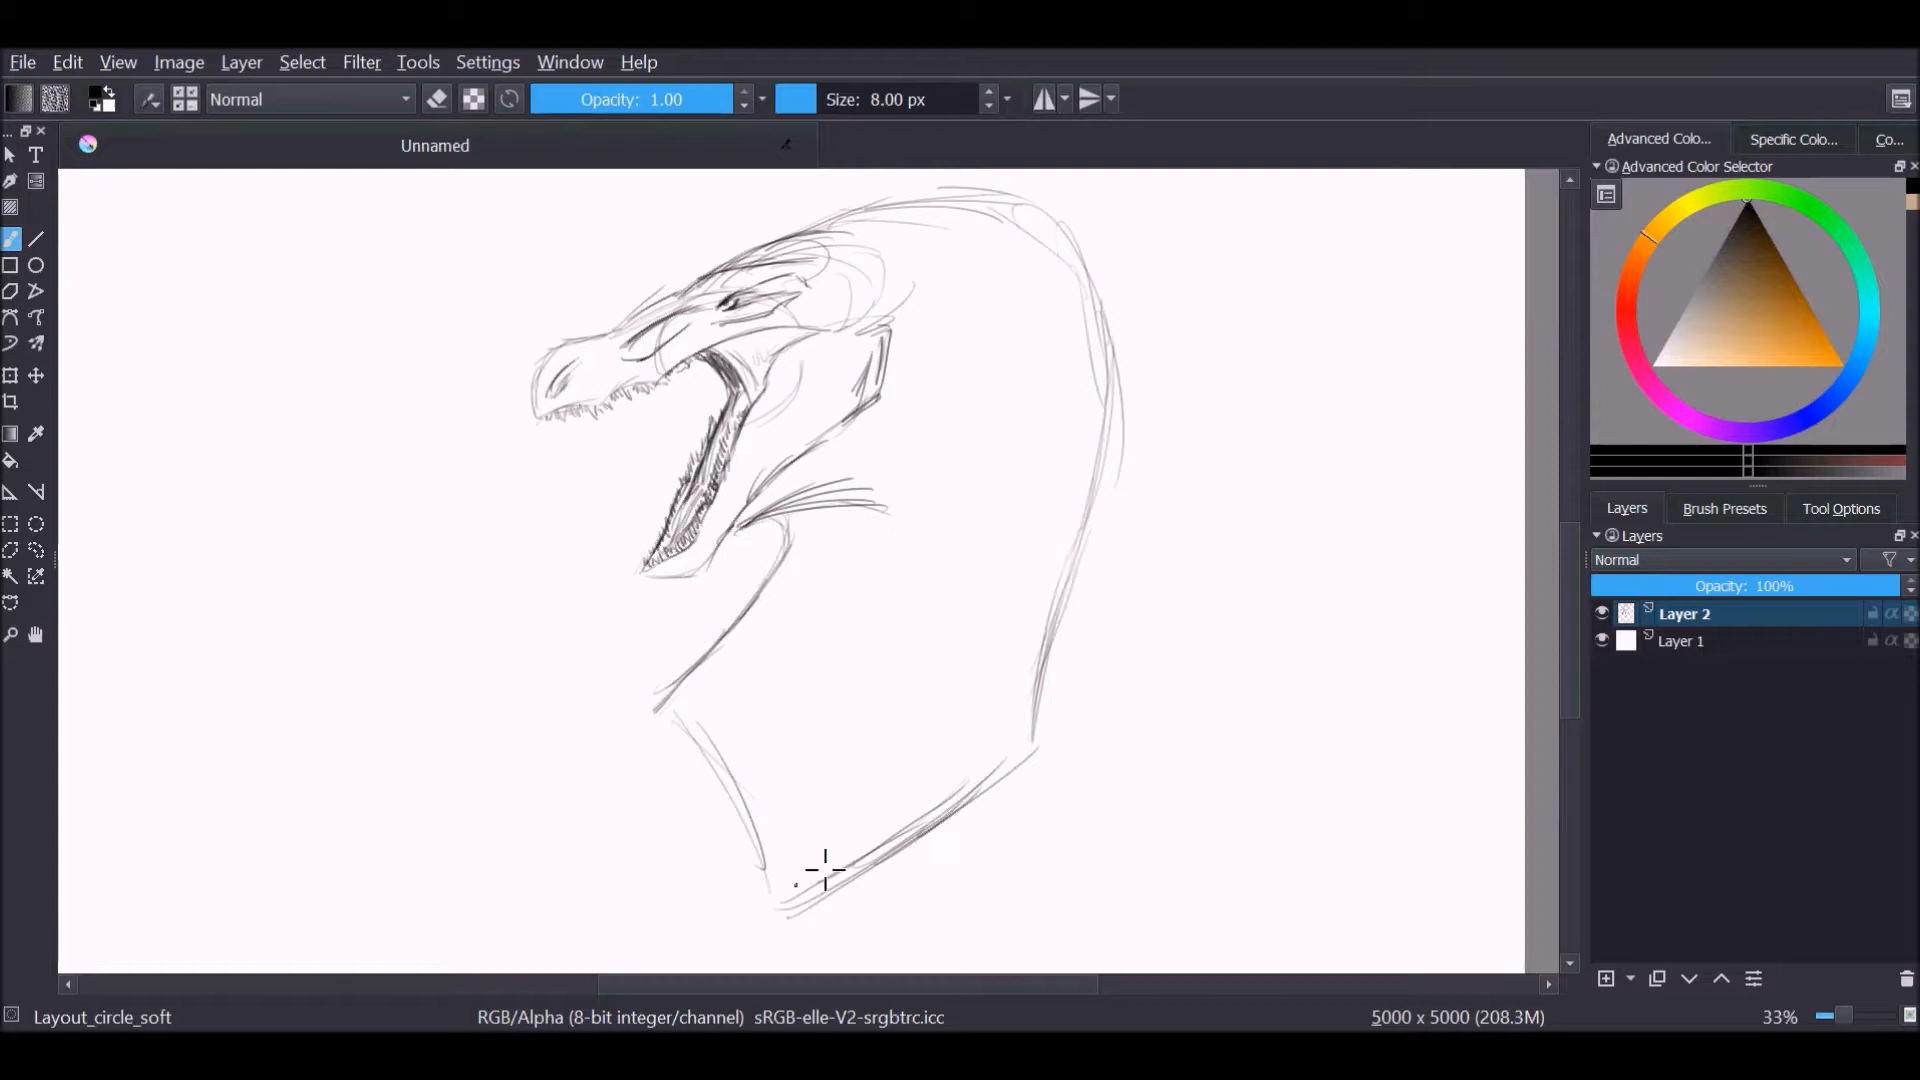 File Edit View Image Layer Select Filter Tools Settings Window Help
Normal Opacity: 1.00 Size: 8.00 px
Unnamed
Advanced Colo... Specific Colo... Co...
Advanced Color Selector
Layers Brush Presets Tool Options
Layers
Normal
Opacity: 100%
Layer 2
Layer 1
Layout_circle_soft RGB/Alpha (8-bit integer/channel) sRGB-elle-V2-srgbtrc.icc 5000 x 5000 (208.3M) 33%